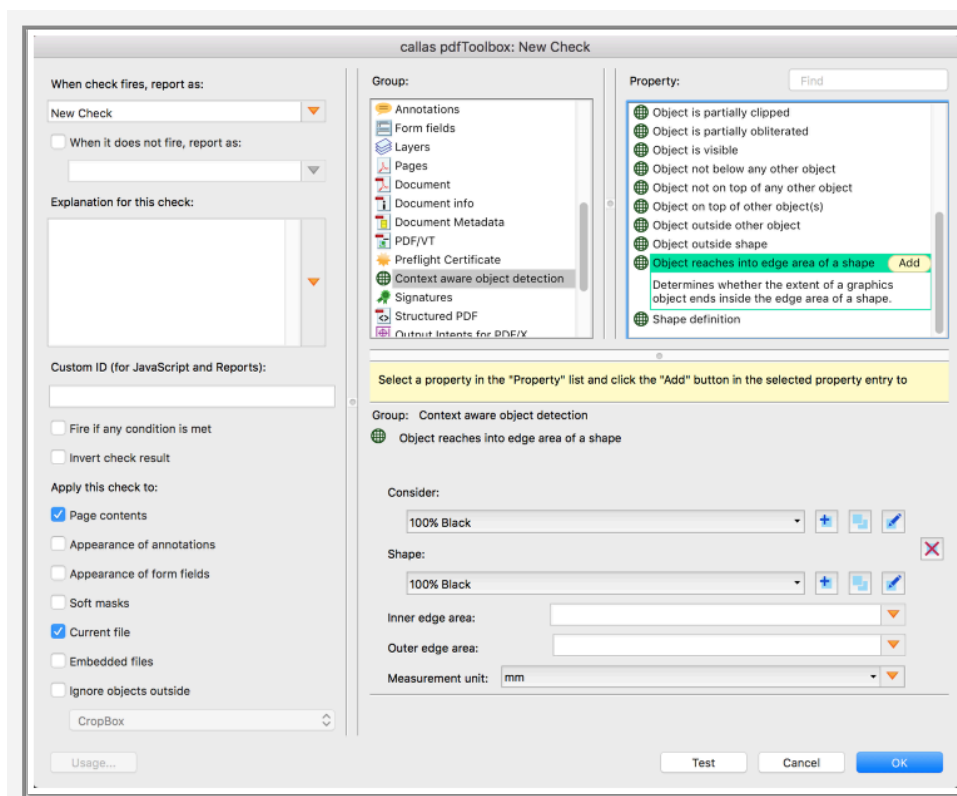 callas pdfToolbox: New Check
When check fires, report as:
New Check
When it does not fire, report as:
Explanation for this check:
Custom ID (for JavaScript and Reports):
Fire if any condition is met
Invert check result
Apply this check to:
Page contents
Appearance of annotations
Appearance of form fields
Soft masks
Current file
Embedded files
Ignore objects outside
CropBox
Usage...
Group:
Annotations
Form fields
Layers
Pages
Document
Document info
Document Metadata
PDF/VT
Preflight Certificate
Context aware object detection
Signatures
Structured PDF
Output Intents for PDF/X
Property:
Find
Object is partially clipped
Object is partially obliterated
Object is visible
Object not below any other object
Object not on top of any other object
Object on top of other object(s)
Object outside other object
Object outside shape
Object reaches into edge area of a shape Add
Determines whether the extent of a graphics
object ends inside the edge area of a shape.
Shape definition
Select a property in the "Property" list and click the "Add" button in the selected property entry to
Group: Context aware object detection
Object reaches into edge area of a shape
Consider:
100% Black
Shape:
100% Black
Inner edge area:
Outer edge area:
Measurement unit: mm
Test Cancel OK